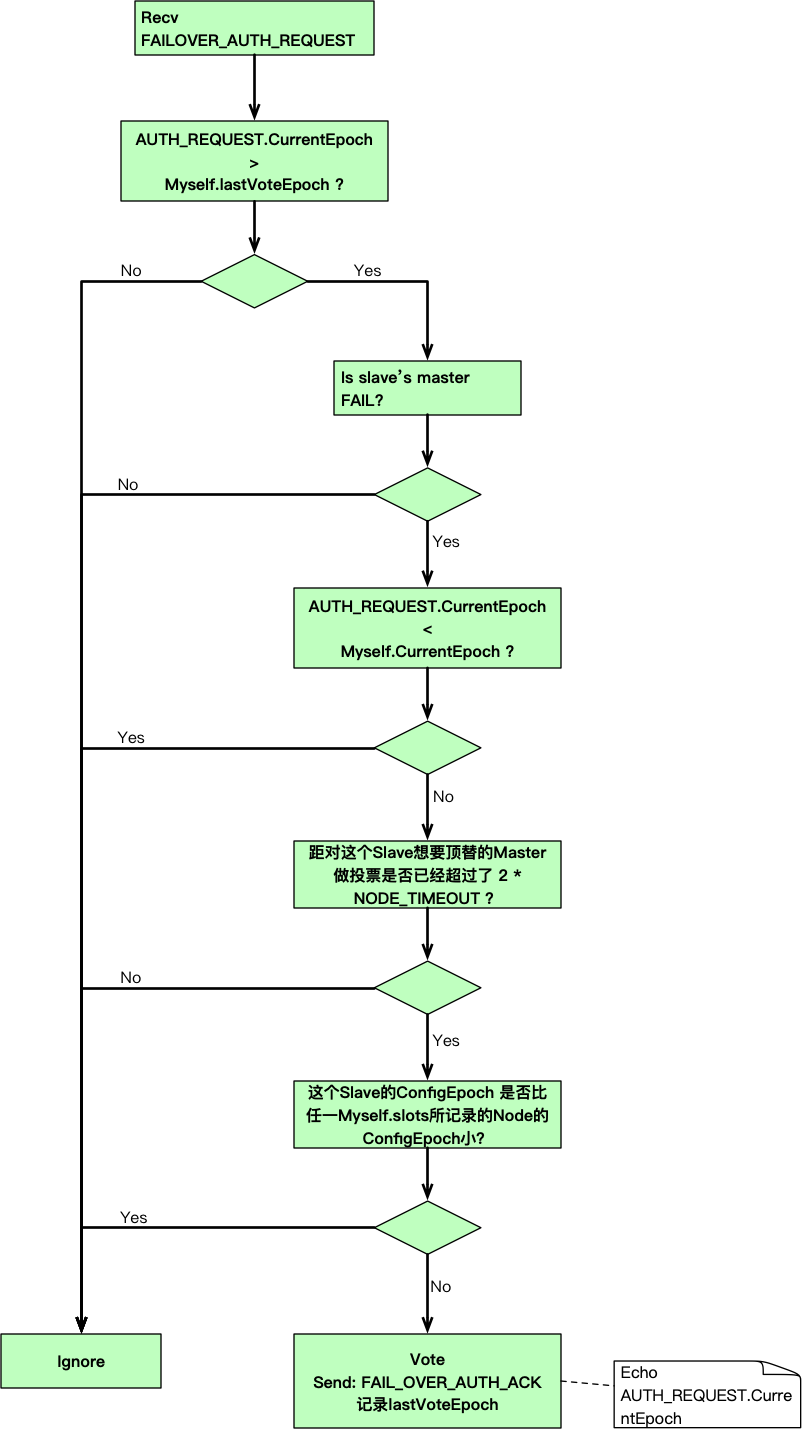 Recv
FAILOVER_AUTH_REQUEST
AUTH_REQUEST.CurrentEpoch
>
Myself.lastVoteEpoch ?
No
Yes
Is slave's master
FAIL?
No
Yes
AUTH_REQUEST.CurrentEpoch
<
Myself.CurrentEpoch ?
Yes
No
距对这个Slave想要顶替的Master
做投票是否已经超过了 2 *
NODE_TIMEOUT ?
No
Yes
这个Slave的ConfigEpoch 是否比
任一Myself.slots所记录的Node的
ConfigEpoch小?
Yes
No
Ignore
Vote
Send: FAIL_OVER_AUTH_ACK
记录lastVoteEpoch
Echo
AUTH_REQUEST.Curre
ntEpoch